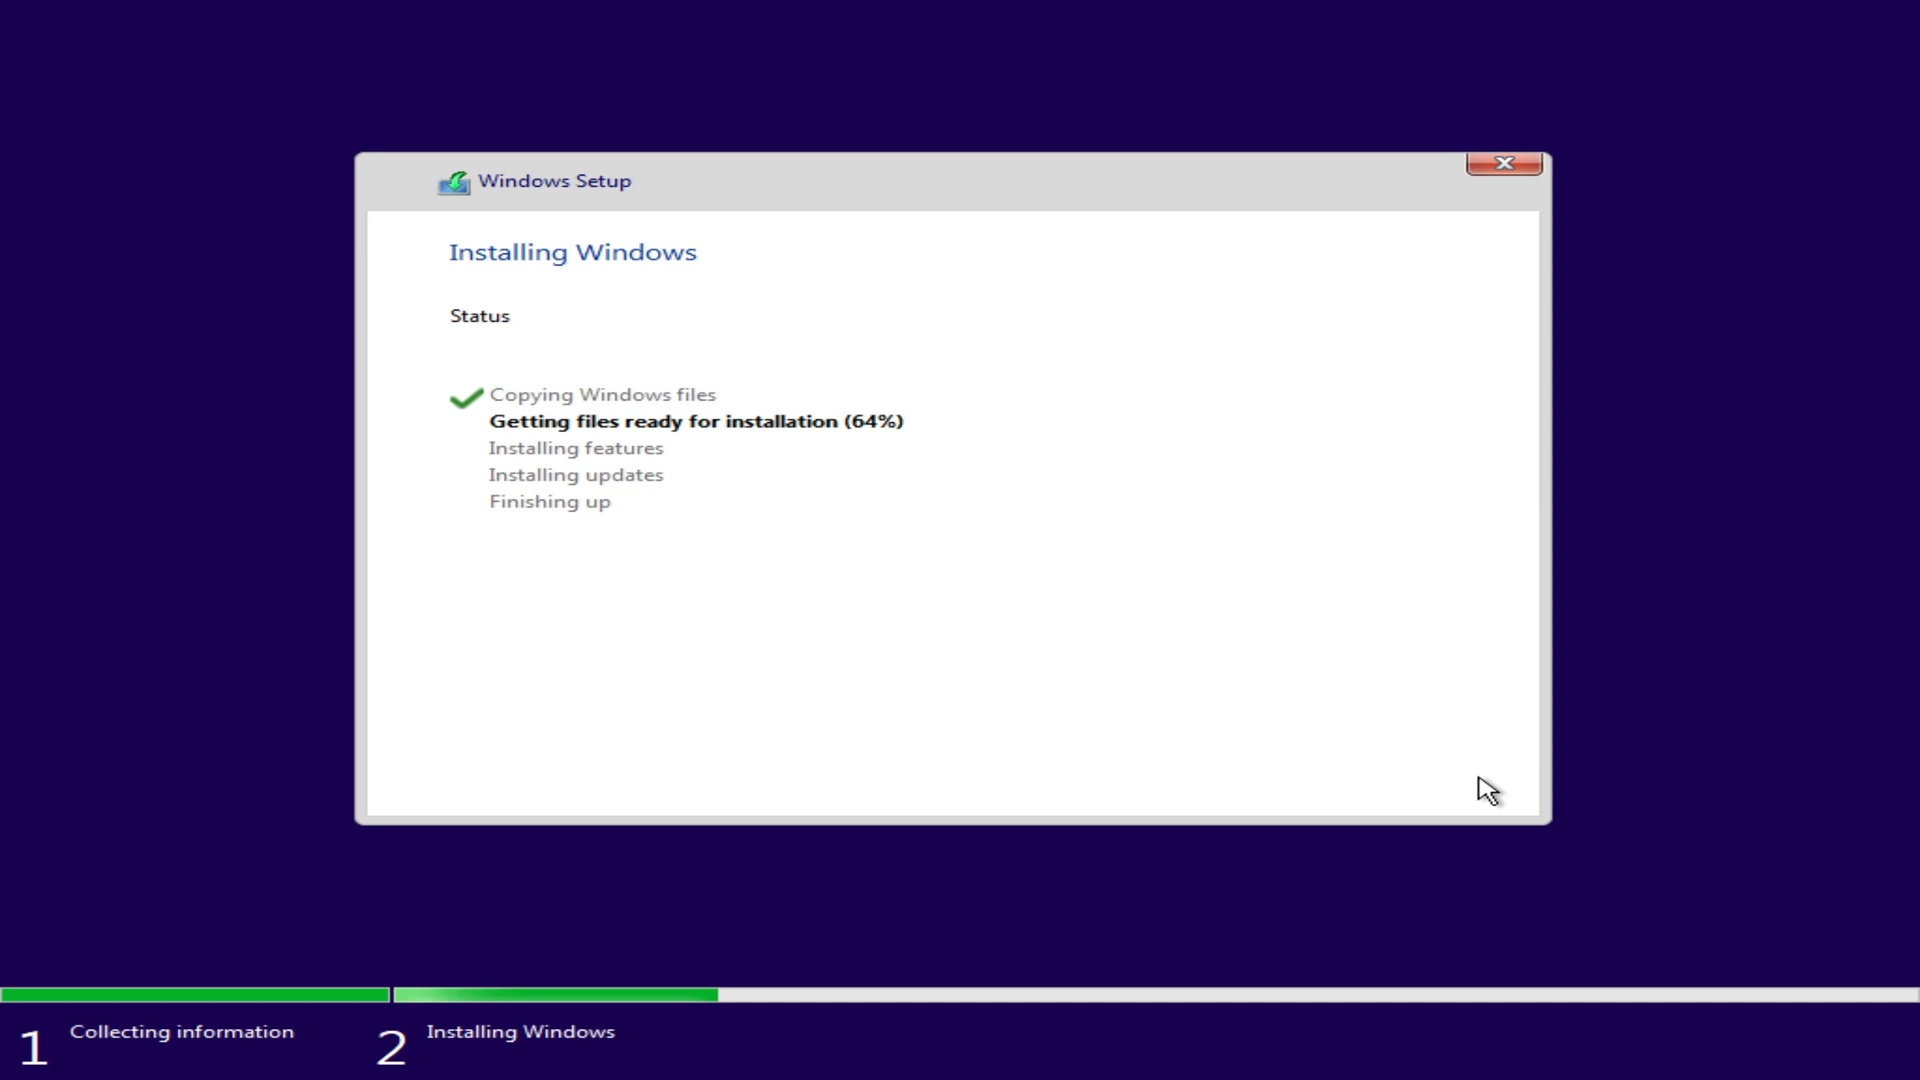 Windows Setup
Installing Windows
Status
Copying Windows files
Getting files ready for installation (64%)
Installing features
Installing updates
Finishing up
1 Collecting information
2 Installing Windows